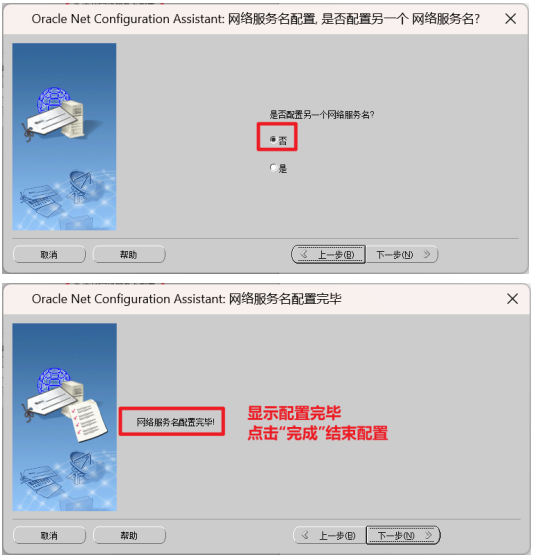 Oracle Net Configuration Assistant: 网络服务名配置, 是否配置另一个 网络服务名?
是否配置另一个网络服务名?
否
是
取消
帮助
上一步(B)
下一步(N)
Oracle Net Configuration Assistant: 网络服务名配置完毕
网络服务名配置完毕!
显示配置完毕
点击“完成”结束配置
取消
帮助
上一步(B)
下一步(N)